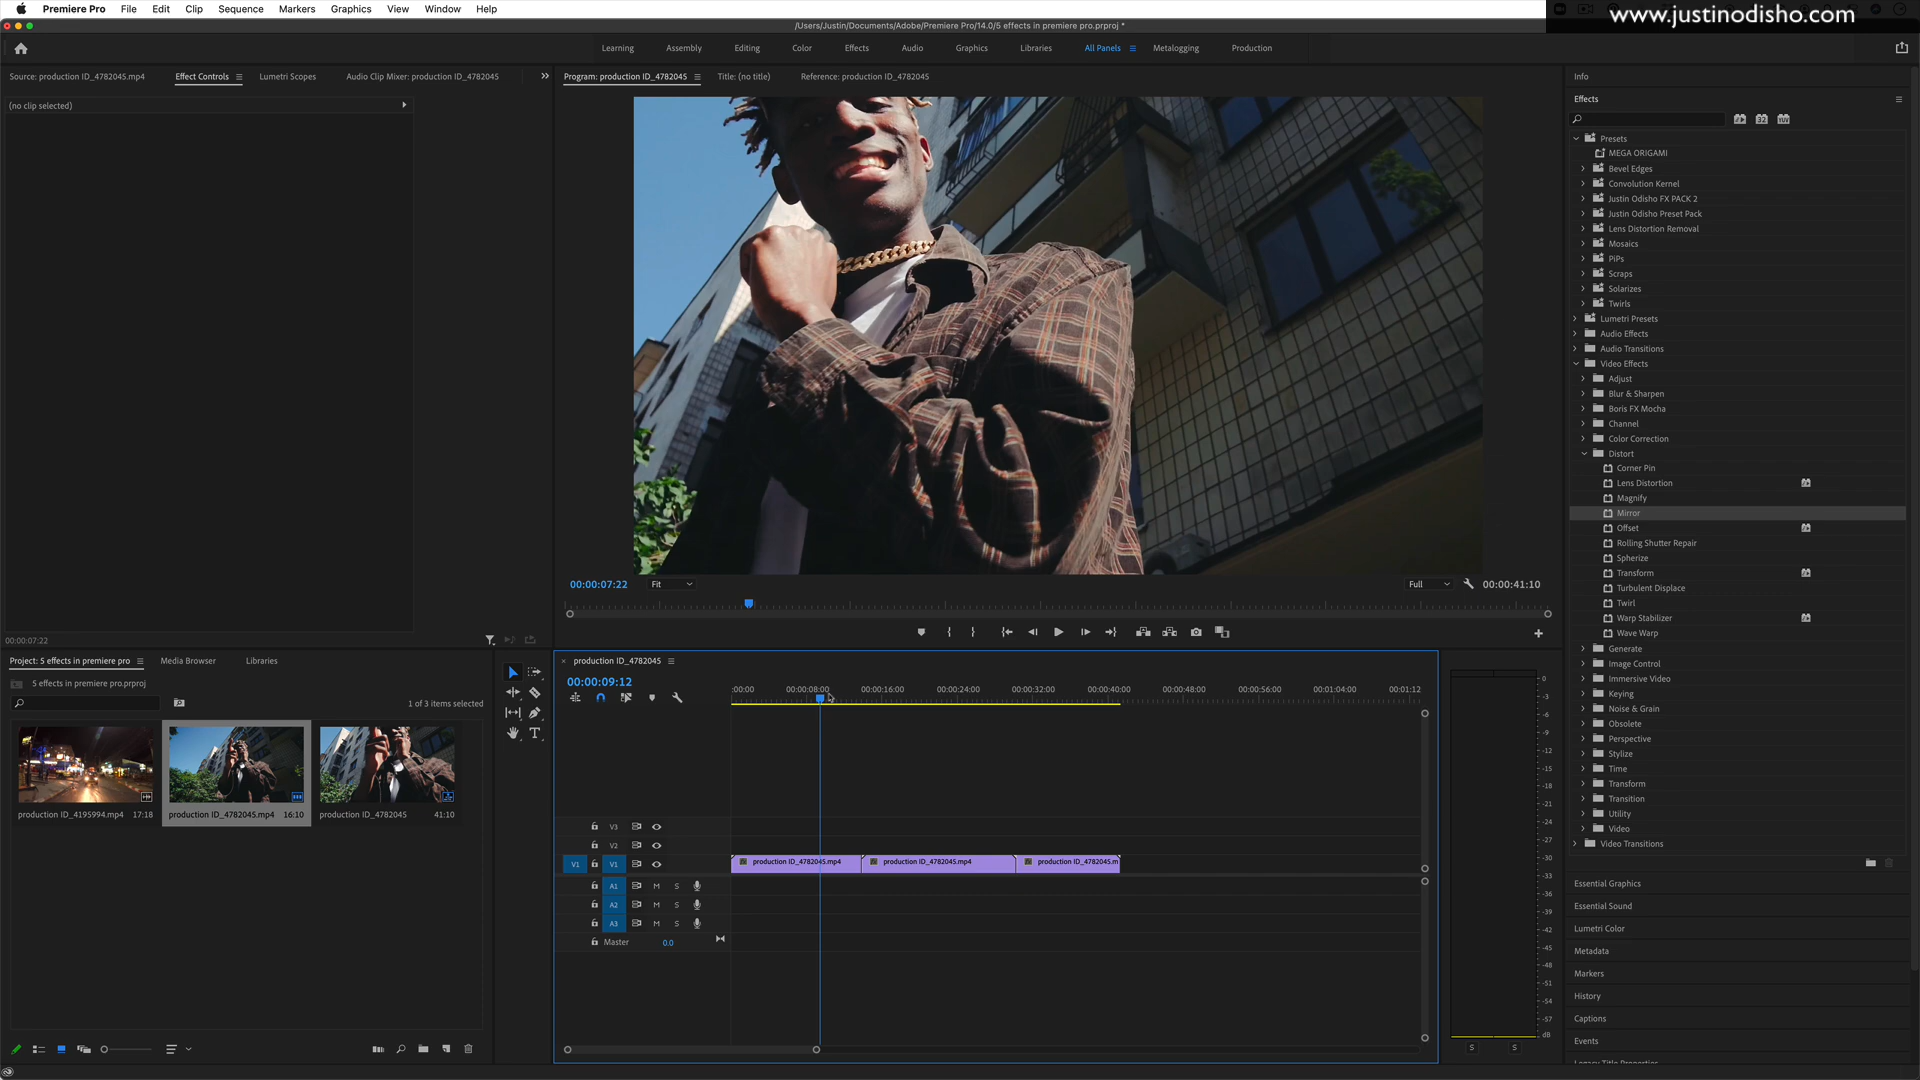 Premiere Pro File Edit Clip Sequence Markers Graphics View Window Help
www.justinodisho.com
/Users/Justin/Documents/Adobe/Premiere Pro/14.0/5 effects in premiere pro.prproj *
Learning Assembly Editing Color Effects Audio Graphics Libraries All Panels Metalogging Production
Source: production ID_4782045.mp4 Effect Controls Lumetri Scopes Audio Clip Mixer: production ID_4782045
Program: production ID_4782045 Title: (no title) Reference: production ID_4782045
Info
(no clip selected)
Effects
Presets
MEGA ORIGAMI
Bevel Edges
Convolution Kernel
Justin Odisho FX PACK 2
Justin Odisho Preset Pack
Lens Distortion Removal
Mosaics
PiPs
Scraps
Solarizes
Twirls
Lumetri Presets
Audio Effects
Audio Transitions
Video Effects
Adjust
Blur & Sharpen
Boris FX Mocha
Channel
Color Correction
Distort
Corner Pin
Lens Distortion
Magnify
Mirror
Offset
Rolling Shutter Repair
Spherize
Transform
Turbulent Displace
Twirl
Warp Stabilizer
Wave Warp
Generate
Image Control
Immersive Video
Keying
Noise & Grain
Obsolete
Perspective
Stylize
Time
Transform
Transition
Utility
Video
Video Transitions
Essential Graphics
Essential Sound
Lumetri Color
Metadata
Markers
History
Captions
Events
Legacy Title Properties
00:00:07:22 Fit Full 00:00:41:10
00:00:07:22
Project: 5 effects in premiere pro Media Browser Libraries
5 effects in premiere pro.prproj
1 of 3 items selected
production ID_4195994.mp4 17:18
production ID_4782045.mp4 16:10
production ID_4782045 41:10
production ID_4782045
00:00:09:12
:00:00 00:00:08:00 00:00:16:00 00:00:24:00 00:00:32:00 00:00:40:00 00:00:48:00 00:00:56:00 00:01:04:00 00:01:12
V3
V2
V1 V1 production ID_4782045.mp4 production ID_4782045.mp4 production ID_4782045.m
A1 M S
A2 M S
A3 M S
Master 0.0
0
-3
-6
-9
-12
-15
-18
-21
-24
-27
-30
-33
-36
-39
-42
-45
-48
-51
-54
-57
dB
S S